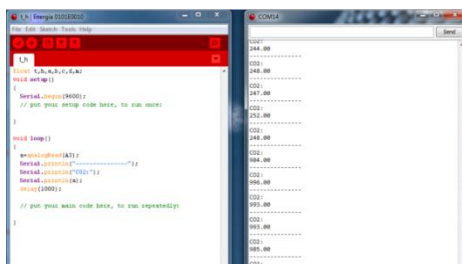 t_h | Energia 0101E0010
File Edit Sketch Tools Help
t_h
float t,h,a,b,c,d,m;
void setup()
{
Serial.begin(9600);
// put your setup code here, to run once:
}
void loop()
{
m=analogRead(A3);
Serial.println("---------------");
Serial.println("CO2:");
Serial.println(m);
delay(1000);
// put your main code here, to run repeatedly:
}
COM14
Send
CO2:
244.00
---------------
CO2:
248.00
---------------
CO2:
247.00
---------------
CO2:
252.00
---------------
CO2:
248.00
---------------
CO2:
984.00
---------------
CO2:
996.00
---------------
CO2:
993.00
---------------
CO2:
983.00
---------------
CO2:
985.00
---------------
CO2: